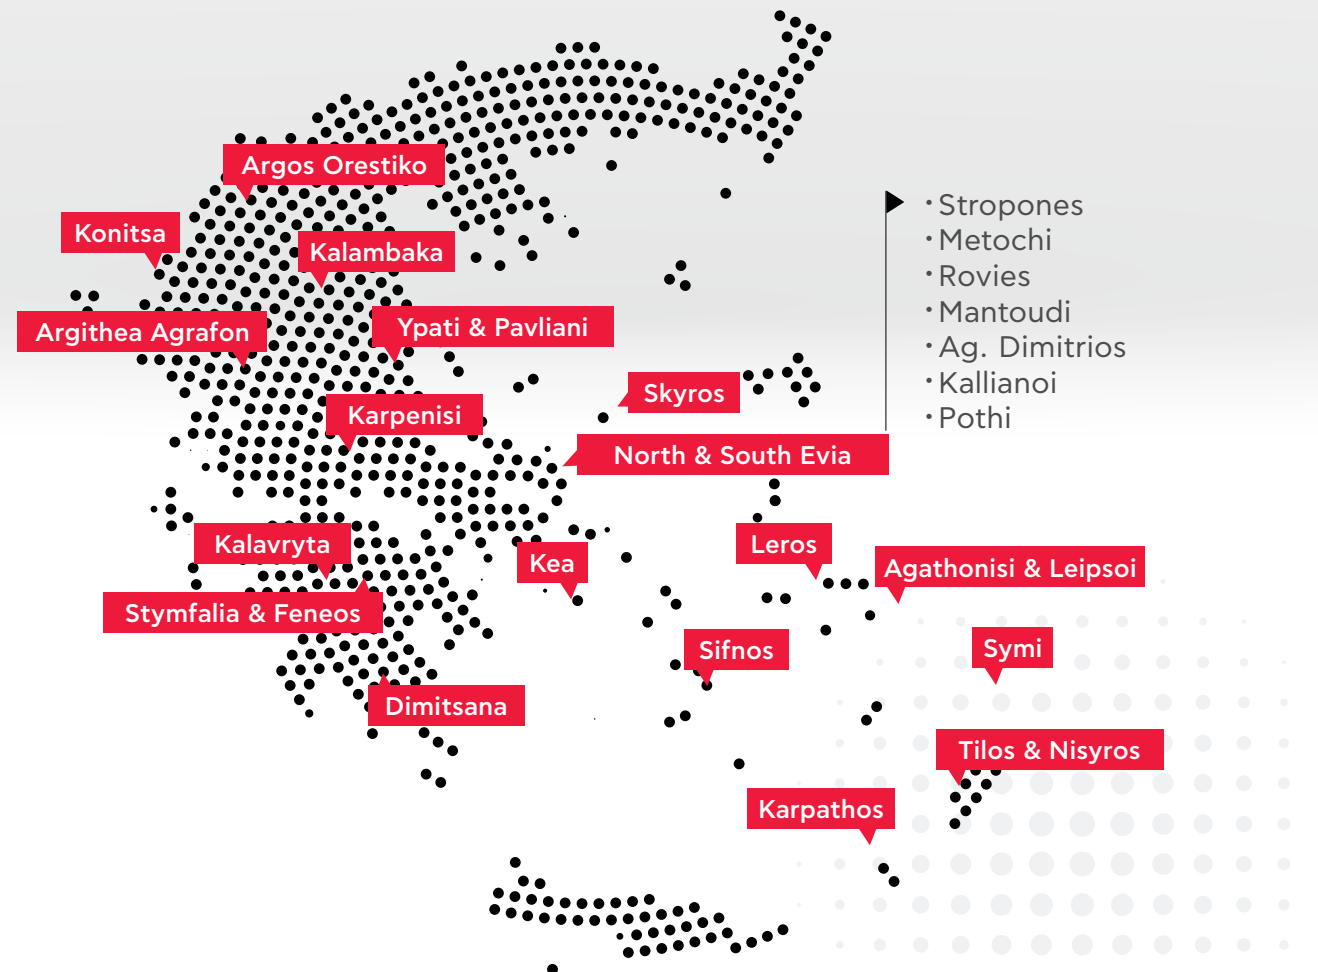 Argos Orestiko
Konitsa
Kalambaka
Argithea Agrafon
Ypati & Pavliani
Skyros
Karpenisi
North & South Evia
· Stropones
· Metochi
· Rovies
· Mantoudi
· Ag. Dimitrios
· Kallianoi
· Pothi
Kalavryta
Kea
Leros
Agathonisi & Leipsoi
Stymfalia & Feneos
Sifnos
Symi
Dimitsana
Tilos & Nisyros
Karpathos